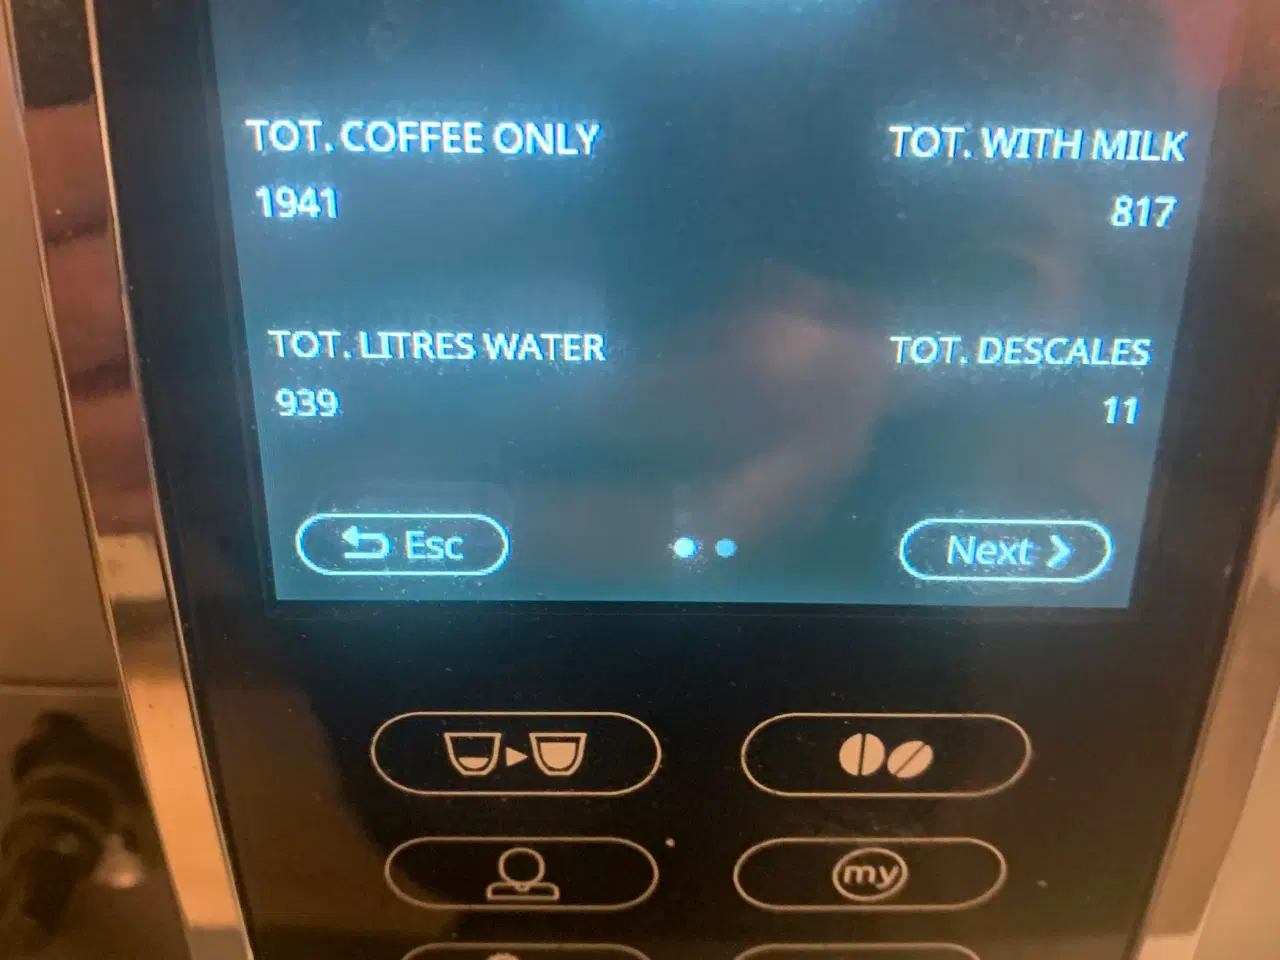 TOT. COFFEE ONLY
1941
TOT. WITH MILK
817
TOT. LITRES WATER
939
TOT. DESCALES
11
Esc
Next
my